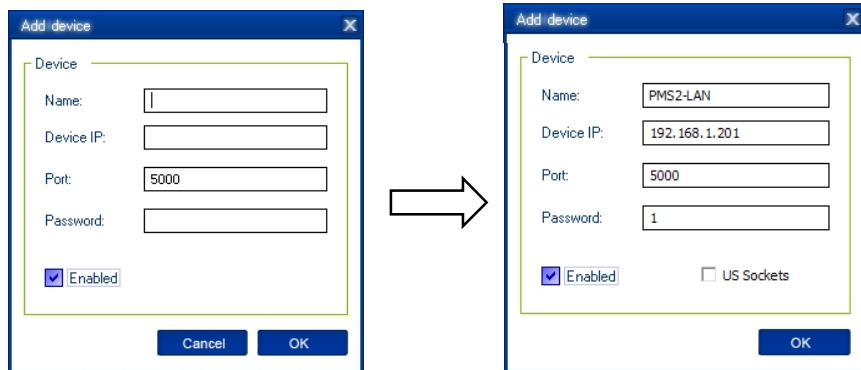 Add device
X
Device
Name:
Device IP:
Port: 5000
Password:
Enabled
Cancel OK
Add device
X
Device
Name: PMS2-LAN
Device IP: 192.168.1.201
Port: 5000
Password: 1
Enabled US Sockets
OK